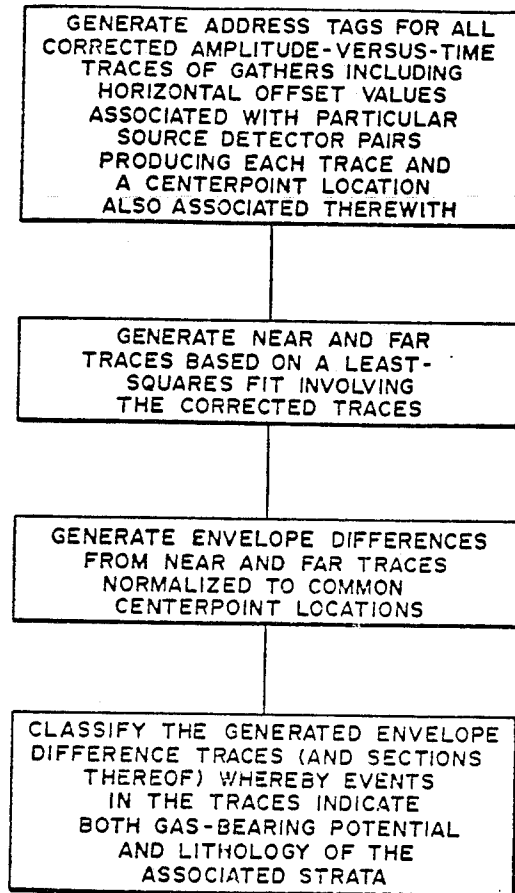 GENERATE ADDRESS TAGS FOR ALL
CORRECTED AMPLITUDE-VERSUS-TIME
TRACES OF GATHERS INCLUDING
HORIZONTAL OFFSET VALUES
ASSOCIATED WITH PARTICULAR
SOURCE DETECTOR PAIRS
PRODUCING EACH TRACE AND
A CENTERPOINT LOCATION
ALSO ASSOCIATED THEREWITH
GENERATE NEAR AND FAR
TRACES BASED ON A LEAST-
SQUARES FIT INVOLVING
THE CORRECTED TRACES
GENERATE ENVELOPE DIFFERENCES
FROM NEAR AND FAR TRACES
NORMALIZED TO COMMON
CENTERPOINT LOCATIONS
CLASSIFY THE GENERATED ENVELOPE
DIFFERENCE TRACES (AND SECTIONS
THEREOF) WHEREBY EVENTS
IN THE TRACES INDICATE
BOTH GAS-BEARING POTENTIAL
AND LITHOLOGY OF THE
ASSOCIATED STRATA